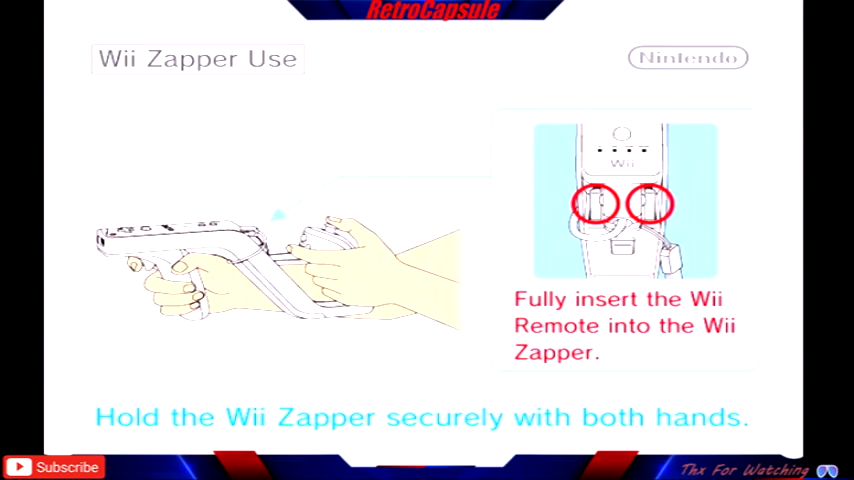 RetroCapsule
Wii Zapper Use
Nintendo
Wii
Fully insert the Wii
Remote into the Wii
Zapper.
Hold the Wii Zapper securely with both hands.
Subscribe
Thx For Watching